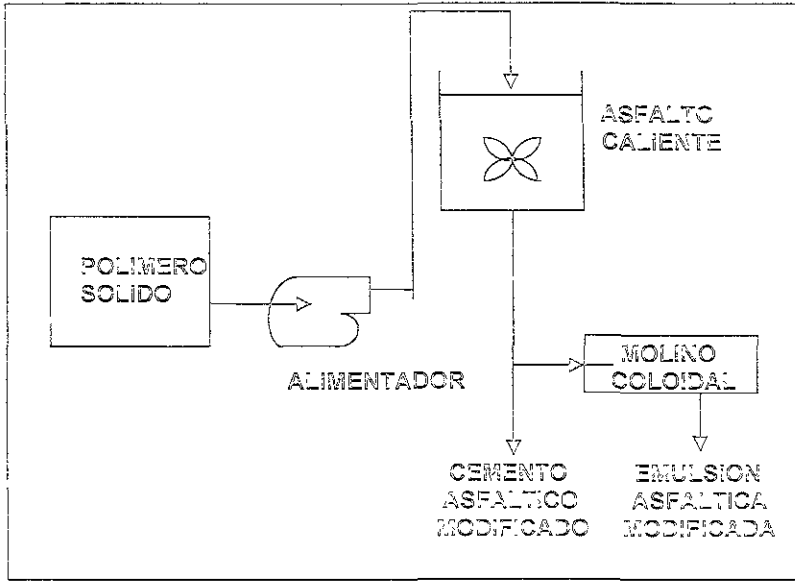 ASFALTO
CALIENTE
POLIMERO
SOLIDO
ALIMENTADOR
MOLINO
COLOIDAL
CEMENTO
ASFALTICO
MODIFICADO
EMULSION
ASFALTICA
MODIFICADA